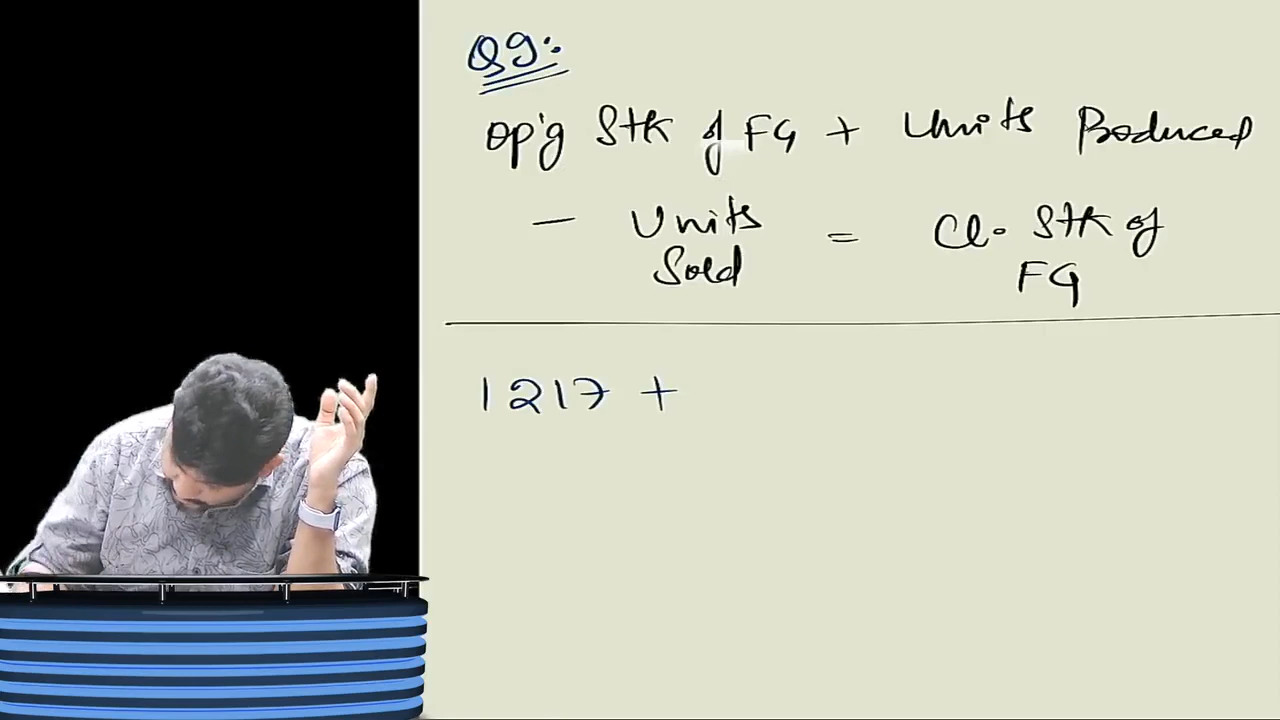 Q9:
Op'g Stk of FG + Units Produced
- Units Sold = Cl. Stk of FG
1217 +